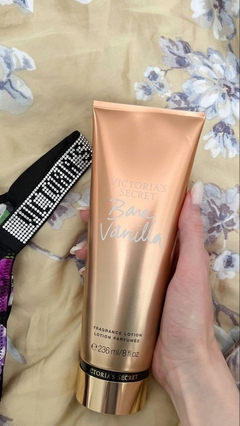 VICTORIA'S
SECRET
Bare
Vanilla
FRAGRANCE LOTION
LOTION PARFUMÉE
℮ 236 ml/8 fl oz
VICTORIA'S SECRET